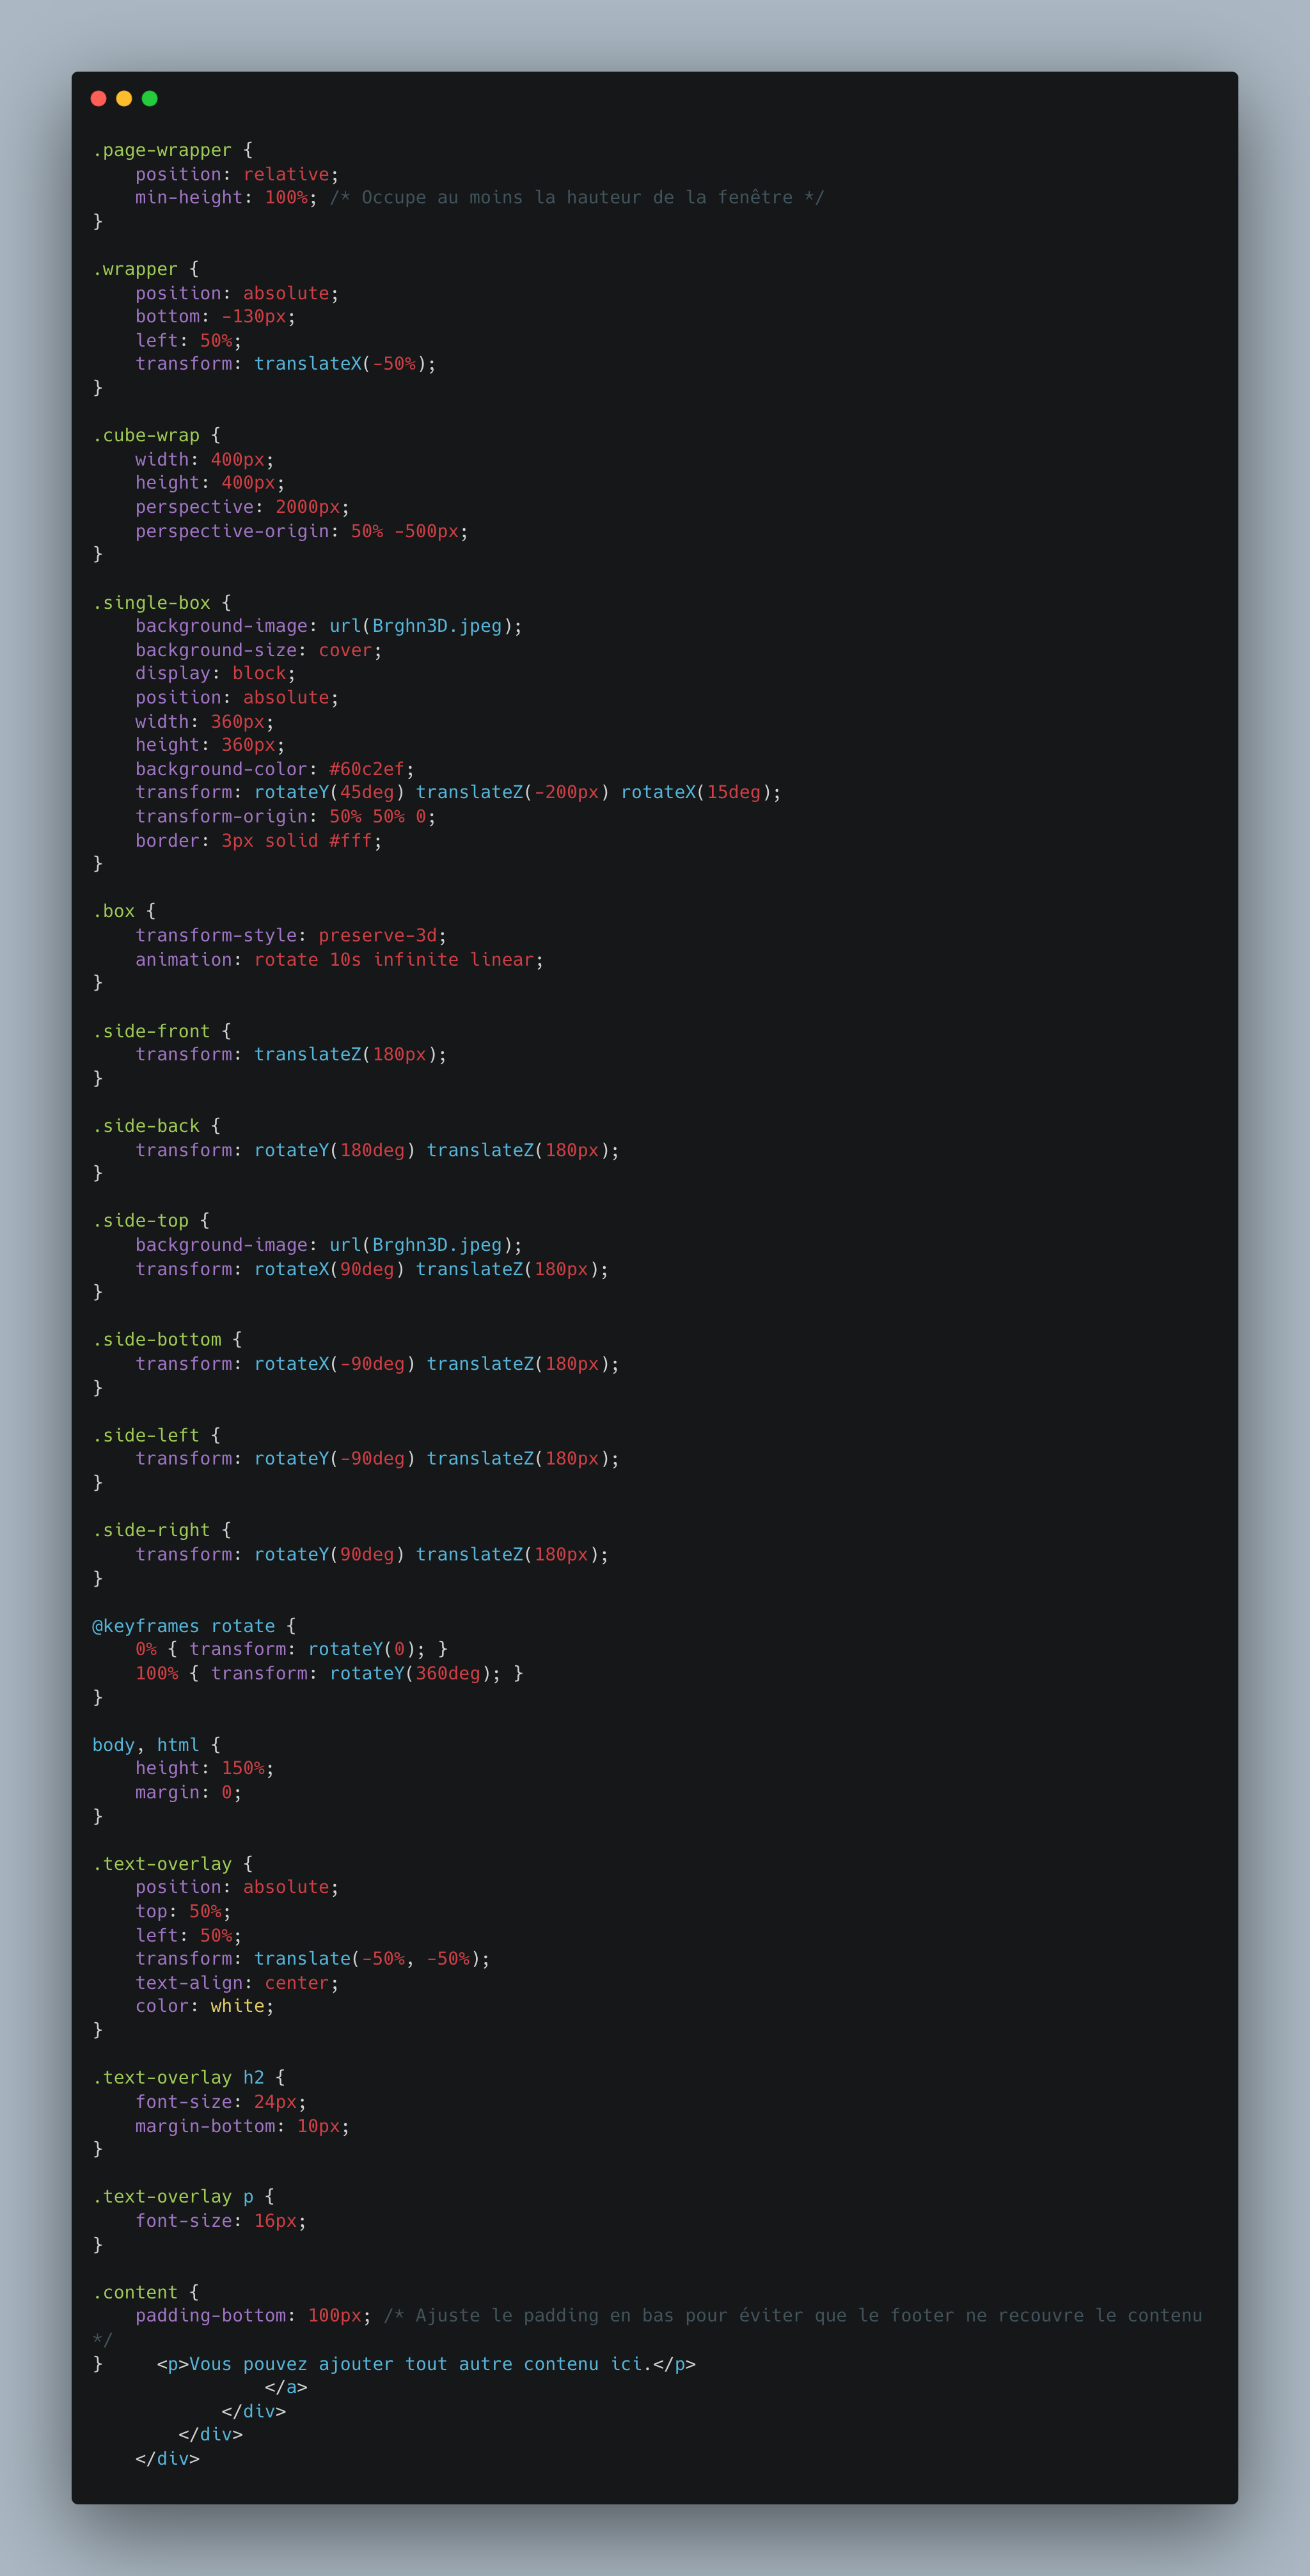 .page-wrapper {
    position: relative;
    min-height: 100%; /* Occupe au moins la hauteur de la fenêtre */
}

.wrapper {
    position: absolute;
    bottom: -130px;
    left: 50%;
    transform: translateX(-50%);
}

.cube-wrap {
    width: 400px;
    height: 400px;
    perspective: 2000px;
    perspective-origin: 50% -500px;
}

.single-box {
    background-image: url(Brghn3D.jpeg);
    background-size: cover;
    display: block;
    position: absolute;
    width: 360px;
    height: 360px;
    background-color: #60c2ef;
    transform: rotateY(45deg) translateZ(-200px) rotateX(15deg);
    transform-origin: 50% 50% 0;
    border: 3px solid #fff;
}

.box {
    transform-style: preserve-3d;
    animation: rotate 10s infinite linear;
}

.side-front {
    transform: translateZ(180px);
}

.side-back {
    transform: rotateY(180deg) translateZ(180px);
}

.side-top {
    background-image: url(Brghn3D.jpeg);
    transform: rotateX(90deg) translateZ(180px);
}

.side-bottom {
    transform: rotateX(-90deg) translateZ(180px);
}

.side-left {
    transform: rotateY(-90deg) translateZ(180px);
}

.side-right {
    transform: rotateY(90deg) translateZ(180px);
}

@keyframes rotate {
    0% { transform: rotateY(0); }
    100% { transform: rotateY(360deg); }
}

body, html {
    height: 150%;
    margin: 0;
}

.text-overlay {
    position: absolute;
    top: 50%;
    left: 50%;
    transform: translate(-50%, -50%);
    text-align: center;
    color: white;
}

.text-overlay h2 {
    font-size: 24px;
    margin-bottom: 10px;
}

.text-overlay p {
    font-size: 16px;
}

.content {
    padding-bottom: 100px; /* Ajuste le padding en bas pour éviter que le footer ne recouvre le contenu
*/
}     <p>Vous pouvez ajouter tout autre contenu ici.</p>
                </a>
            </div>
        </div>
    </div>